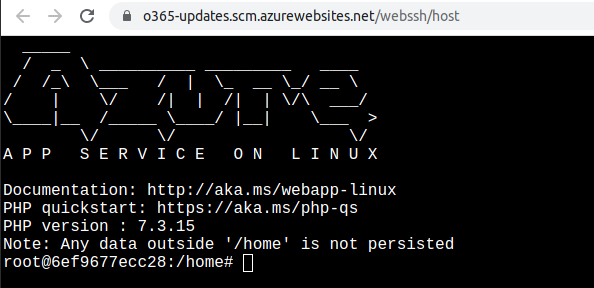 o365-updates.scm.azurewebsites.net/webssh/host
Azure
A P P   S E R V I C E   O N   L I N U X
Documentation: http://aka.ms/webapp-linux
PHP quickstart: https://aka.ms/php-qs
PHP version : 7.3.15
Note: Any data outside '/home' is not persisted
root@6ef9677ecc28:/home#